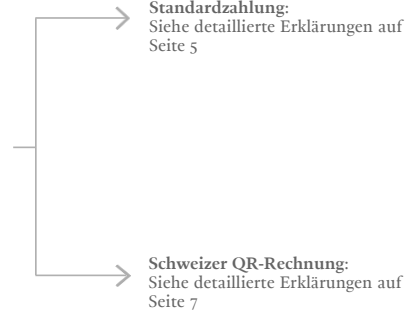 Standardzahlung:
Siehe detaillierte Erklärungen auf
Seite 5
Schweizer QR-Rechnung:
Siehe detaillierte Erklärungen auf
Seite 7